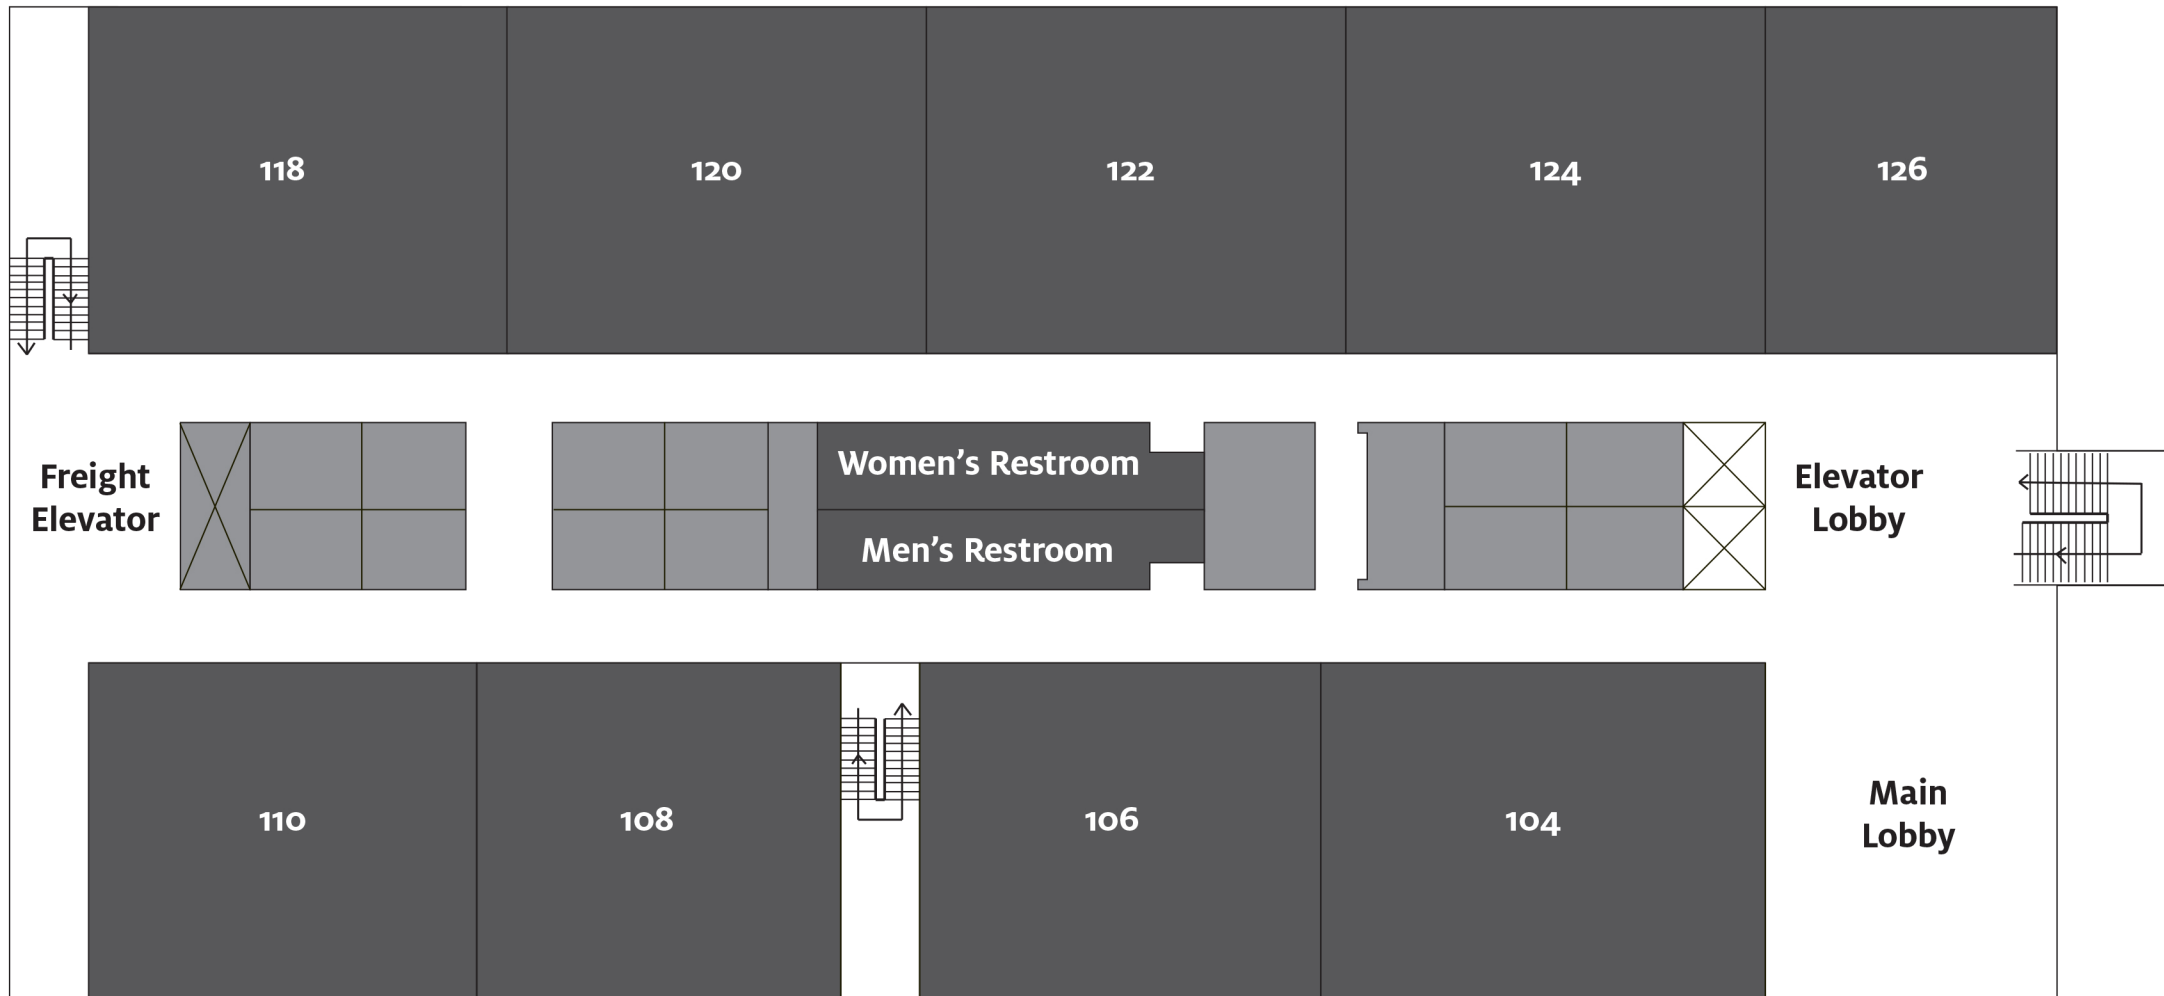 118
120
122
124
126
Women’s Restroom
Freight
Elevator
Elevator
Lobby
Men’s Restroom
110
108
106
104
Main
Lobby